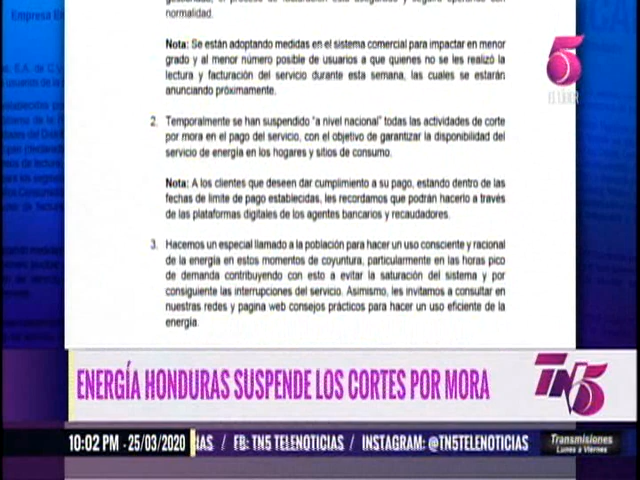 normalidad.
Nota: Se están adoptando medidas en el sistema comercial para impactar en menor
grado y al menor número posible de usuarios a que quienes no se les realizó la
lectura y facturación del servicio durante esta semana, las cuales se estarán
anunciando próximamente.
2. Temporalmente se han suspendido "a nivel nacional" todas las actividades de corte
por mora en el pago del servicio, con el objetivo de garantizar la disponibilidad del
servicio de energía en los hogares y sitios de consumo.
Nota: A los clientes que deseen dar cumplimiento a su pago, estando dentro de las
fechas de limite de pago establecidas, les recordamos que podrán hacerlo a través
de las plataformas digitales de los agentes bancarios y recaudadores.
3. Hacemos un especial llamado a la población para hacer un uso consciente y racional
de la energía en estos momentos de coyuntura, particularmente en las horas pico
de demanda contribuyendo con esto a evitar la saturación del sistema y por
consiguiente las interrupciones del servicio. Asimismo, les invitamos a consultar en
nuestras redes y pagina web consejos prácticos para hacer un uso eficiente de la
energía.
5
EL LÍDER
ENERGÍA HONDURAS SUSPENDE LOS CORTES POR MORA
TN5
10:02 PM - 25/03/2020 IAS / FB: TN5 TELENOTICIAS / INSTAGRAM: @TN5TELENOTICIAS
Transmisiones
Lunes a Viernes